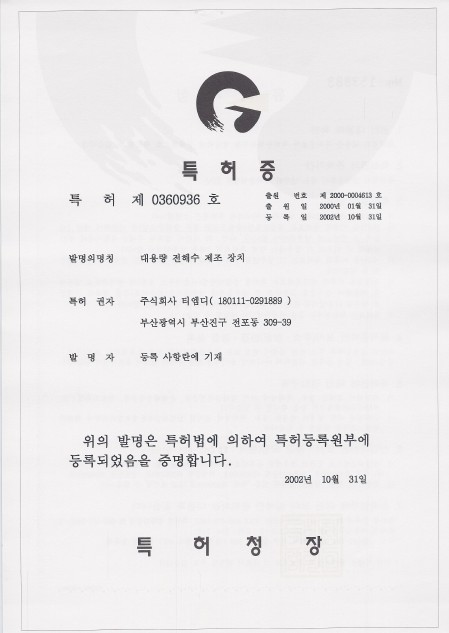 특허증
특 허 제 0360936 호
출원 번호 제 2000-0004613 호
출 원 일 2000년 01월 31일
등 록 일 2002년 10월 31일
발명의명칭 대용량 전해수 제조 장치
특허 권자 주식회사 티엠디( 180111-0291889 )
부산광역시 부산진구 전포동 309-39
발 명 자 등록 사항란에 기재
위의 발명은 특허법에 의하여 특허등록원부에
등록되었음을 증명합니다.
2002년 10월 31일
특 허 청 장